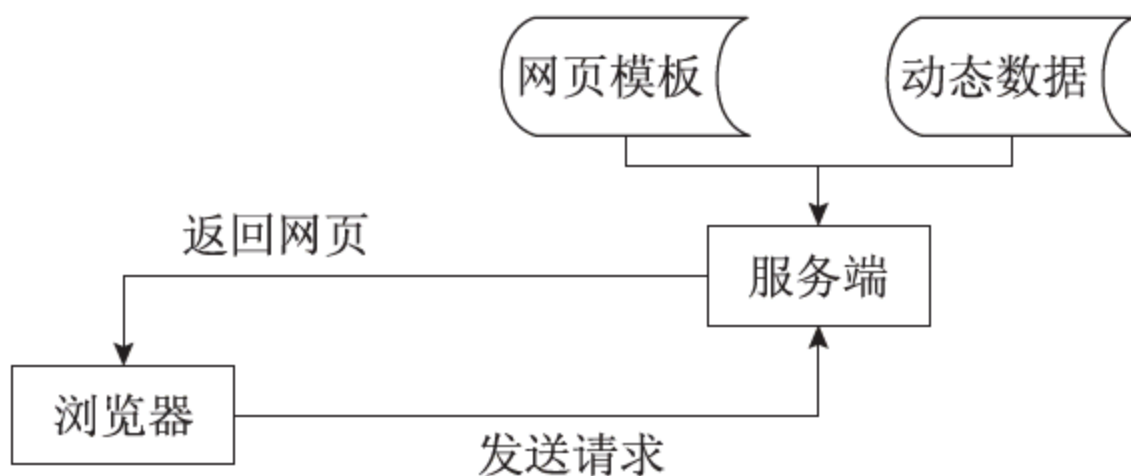 网页模板
动态数据
返回网页
服务端
浏览器
发送请求